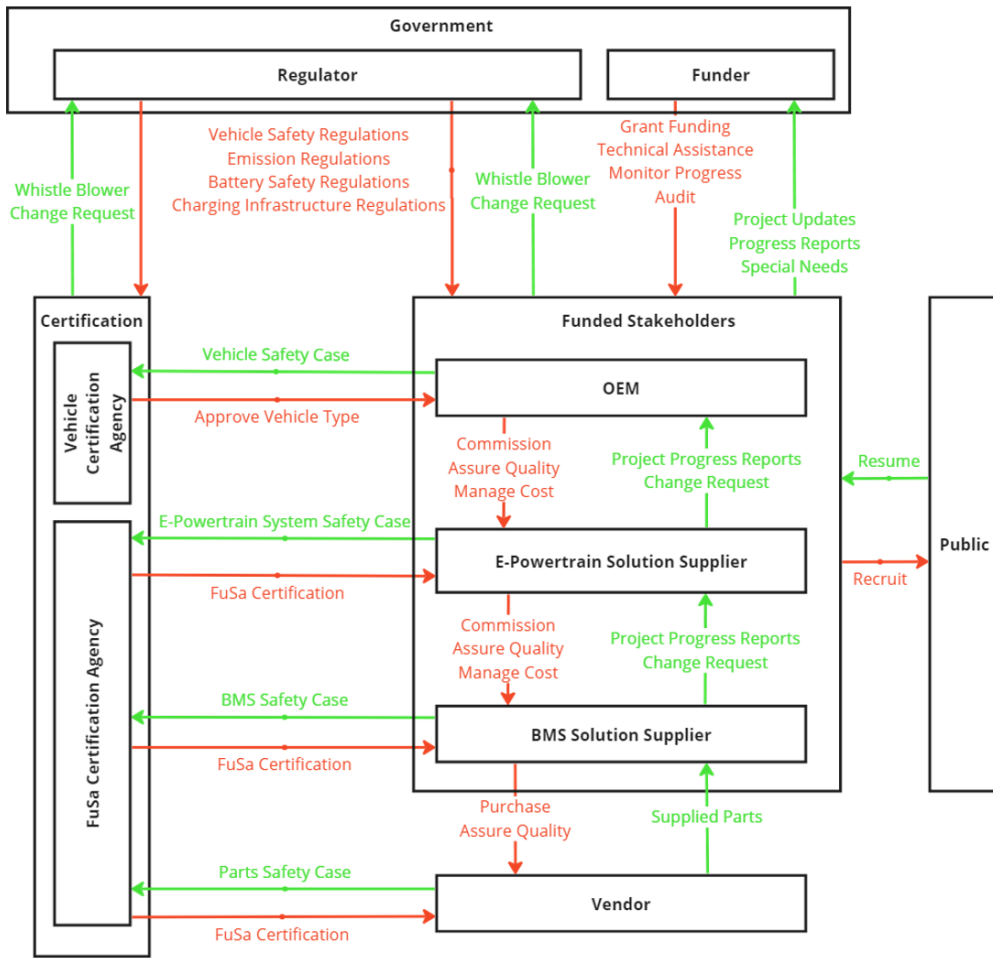 Government
Regulator
Funder
Vehicle Safety Regulations
Emission Regulations
Battery Safety Regulations
Charging Infrastructure Regulations
Whistle Blower
Change Request
Whistle Blower
Change Request
Grant Funding
Technical Assistance
Monitor Progress
Audit
Project Updates
Progress Reports
Special Needs
Certification
Funded Stakeholders
Vehicle
Certification
Agency
Vehicle Safety Case
Approve Vehicle Type
OEM
Commission
Assure Quality
Manage Cost
Project Progress Reports
Change Request
Resume
Public
Recruit
E-Powertrain System Safety Case
FuSa Certification
E-Powertrain Solution Supplier
FuSa Certification Agency
Commission
Assure Quality
Manage Cost
Project Progress Reports
Change Request
BMS Safety Case
FuSa Certification
BMS Solution Supplier
Purchase
Assure Quality
Supplied Parts
Parts Safety Case
FuSa Certification
Vendor